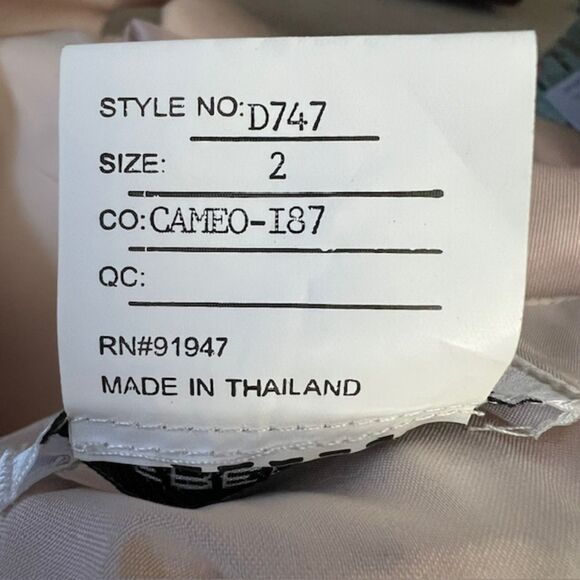 STYLE NO: D747
SIZE: 2
CO: CAMEO-I87
QC:
RN#91947
MADE IN THAILAND